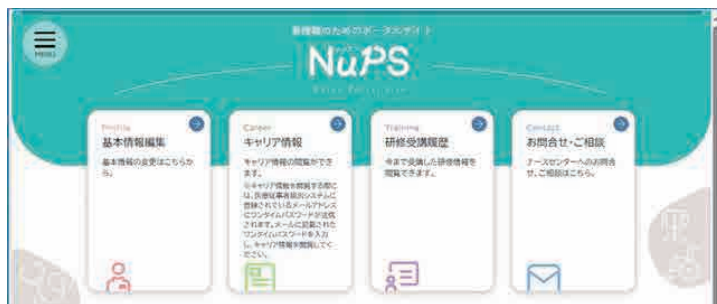 MENU
看護職のためのポータルサイト
NuPS
Profile
基本情報編集
基本情報の変更はこちらか
ら。
Career
キャリア情報
キャリア情報の閲覧ができ
ます。
※キャリア情報を閲覧する際に
は、医療従事者届出システムに
登録されているメールアドレス
にワンタイムパスワードが送信
されます。メールに記載された
ワンタイムパスワードを入力
し、キャリア情報を閲覧してく
ださい。
Training
研修受講履歴
今まで受講した研修情報を
閲覧できます。
Contact
お問合せ・ご相談
ナースセンターへのお問合
せ、ご相談はこちら。